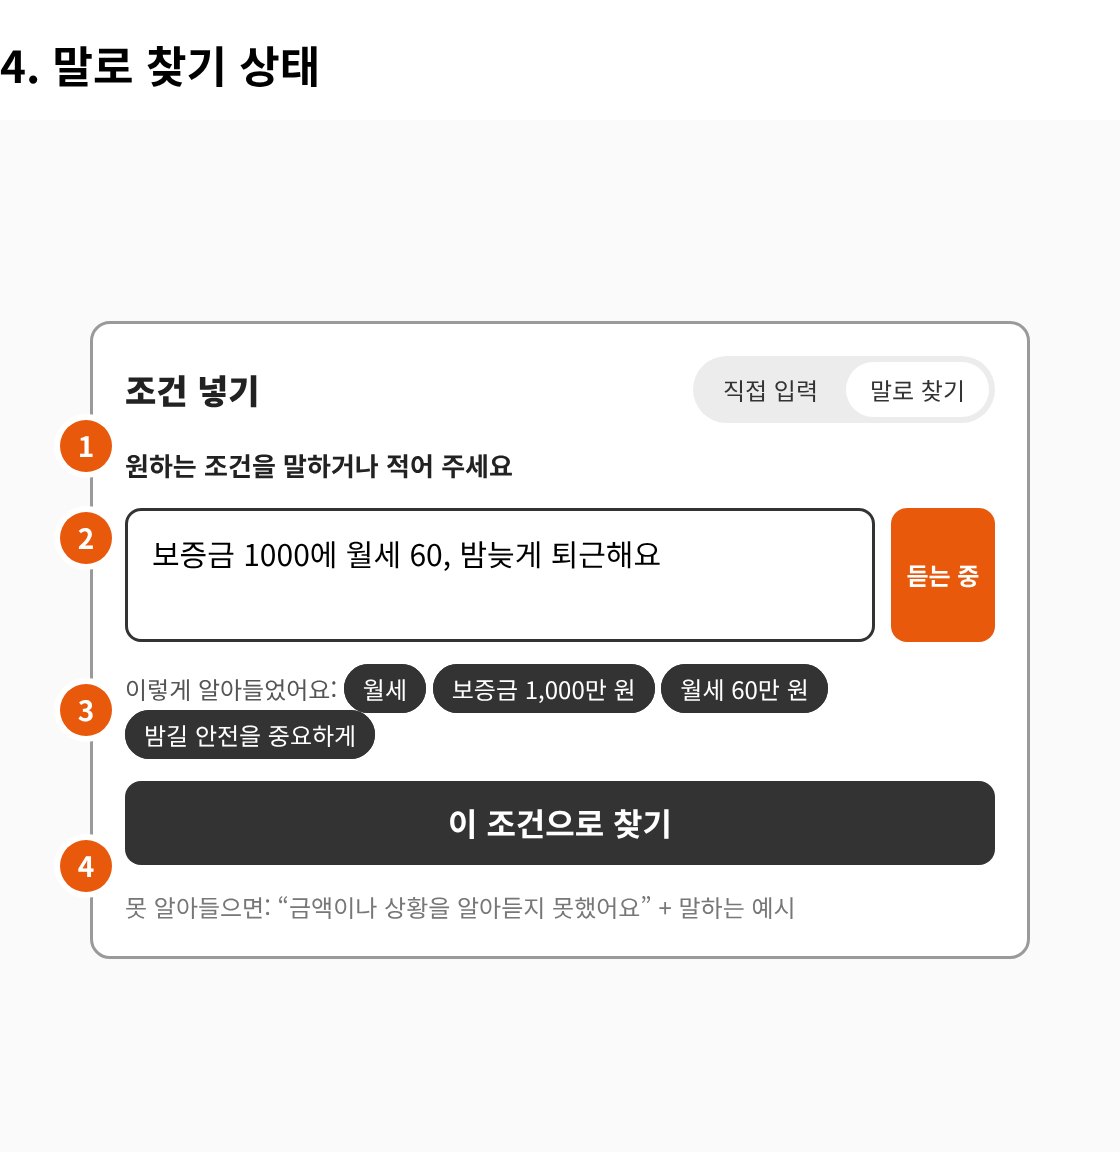 4. 말로 찾기 상태
조건 넣기
직접 입력 말로 찾기
1
원하는 조건을 말하거나 적어 주세요
2
보증금 1000에 월세 60, 밤늦게 퇴근해요
듣는 중
3
이렇게 알아들었어요: 월세 보증금 1,000만 원 월세 60만 원
밤길 안전을 중요하게
이 조건으로 찾기
4
못 알아들으면: “금액이나 상황을 알아듣지 못했어요” + 말하는 예시